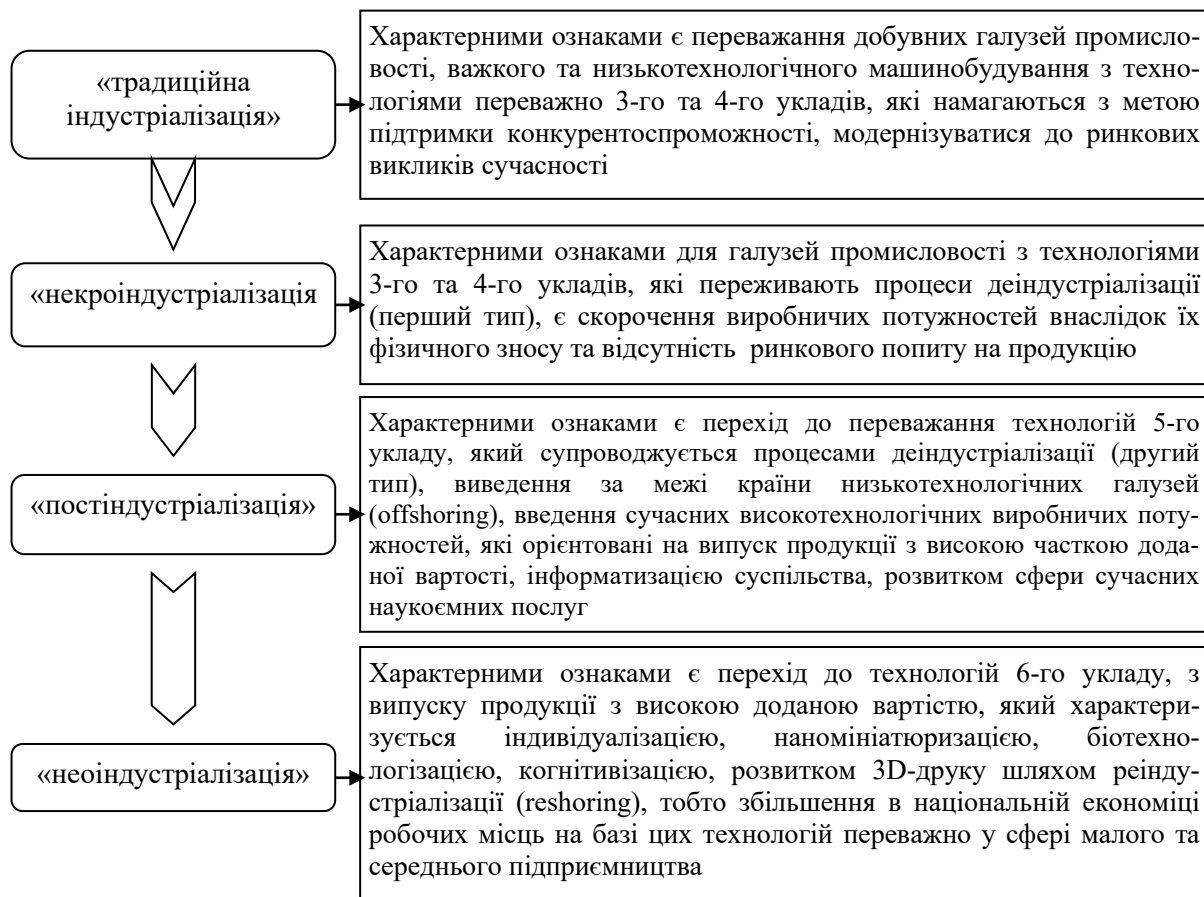 «традиційна
індустріалізація»
Характерними ознаками є переважання добувних галузей промисло-
вості, важкого та низькотехнологічного машинобудування з техно-
логіями переважно 3-го та 4-го укладів, які намагаються з метою
підтримки конкурентоспроможності, модернізуватися до ринкових
викликів сучасності
«некроіндустріалізація
Характерними ознаками для галузей промисловості з технологіями
3-го та 4-го укладів, які переживають процеси деіндустріалізації
(перший тип), є скорочення виробничих потужностей внаслідок їх
фізичного зносу та відсутність ринкового попиту на продукцію
«постіндустріалізація»
Характерними ознаками є перехід до переважання технологій 5-го
укладу, який супроводжується процесами деіндустріалізації (другий
тип), виведення за межі країни низькотехнологічних галузей
(offshoring), введення сучасних високотехнологічних виробничих поту-
жностей, які орієнтовані на випуск продукції з високою часткою дода-
ної вартості, інформатизацією суспільства, розвитком сфери сучасних
наукоємних послуг
«неоіндустріалізація»
Характерними ознаками є перехід до технологій 6-го укладу, з
випуску продукції з високою доданою вартістю, який характери-
зується індивідуалізацією, наномініатюризацією, біотехно-
логізацією, когнітивізацією, розвитком 3D-друку шляхом реінду-
стріалізації (reshoring), тобто збільшення в національній економіці
робочих місць на базі цих технологій переважно у сфері малого та
середнього підприємництва